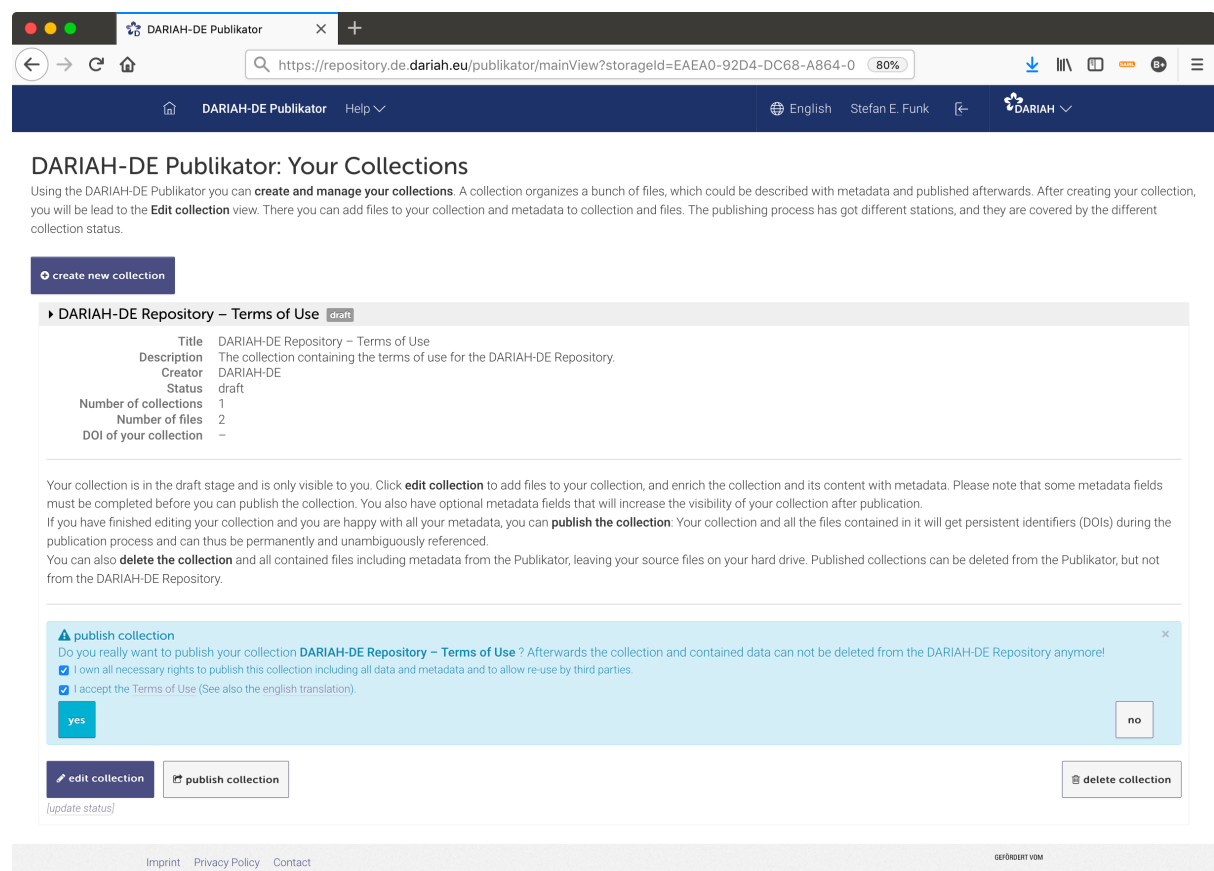 DARIAH-DE Publikator
https://repository.de.dariah.eu/publikator/mainView?storageId=EAEA0-92D4-DC68-A864-0 80%
DARIAH-DE Publikator Help English Stefan E. Funk DARIAH
DARIAH-DE Publikator: Your Collections
Using the DARIAH-DE Publikator you can create and manage your collections. A collection organizes a bunch of files, which could be described with metadata and published afterwards. After creating your collection,
you will be lead to the Edit collection view. There you can add files to your collection and metadata to collection and files. The publishing process has got different stations, and they are covered by the different
collection status.
create new collection
DARIAH-DE Repository – Terms of Use draft
Title DARIAH-DE Repository – Terms of Use
Description The collection containing the terms of use for the DARIAH-DE Repository.
Creator DARIAH-DE
Status draft
Number of collections 1
Number of files 2
DOI of your collection –
Your collection is in the draft stage and is only visible to you. Click edit collection to add files to your collection, and enrich the collection and its content with metadata. Please note that some metadata fields
must be completed before you can publish the collection. You also have optional metadata fields that will increase the visibility of your collection after publication.
If you have finished editing your collection and you are happy with all your metadata, you can publish the collection: Your collection and all the files contained in it will get persistent identifiers (DOIs) during the
publication process and can thus be permanently and unambiguously referenced.
You can also delete the collection and all contained files including metadata from the Publikator, leaving your source files on your hard drive. Published collections can be deleted from the Publikator, but not
from the DARIAH-DE Repository.
publish collection ×
Do you really want to publish your collection DARIAH-DE Repository – Terms of Use ? Afterwards the collection and contained data can not be deleted from the DARIAH-DE Repository anymore!
I own all necessary rights to publish this collection including all data and metadata and to allow re-use by third parties.
I accept the Terms of Use (See also the english translation).
yes no
edit collection publish collection delete collection
[update status]
Imprint Privacy Policy Contact GEFÖRDERT VOM